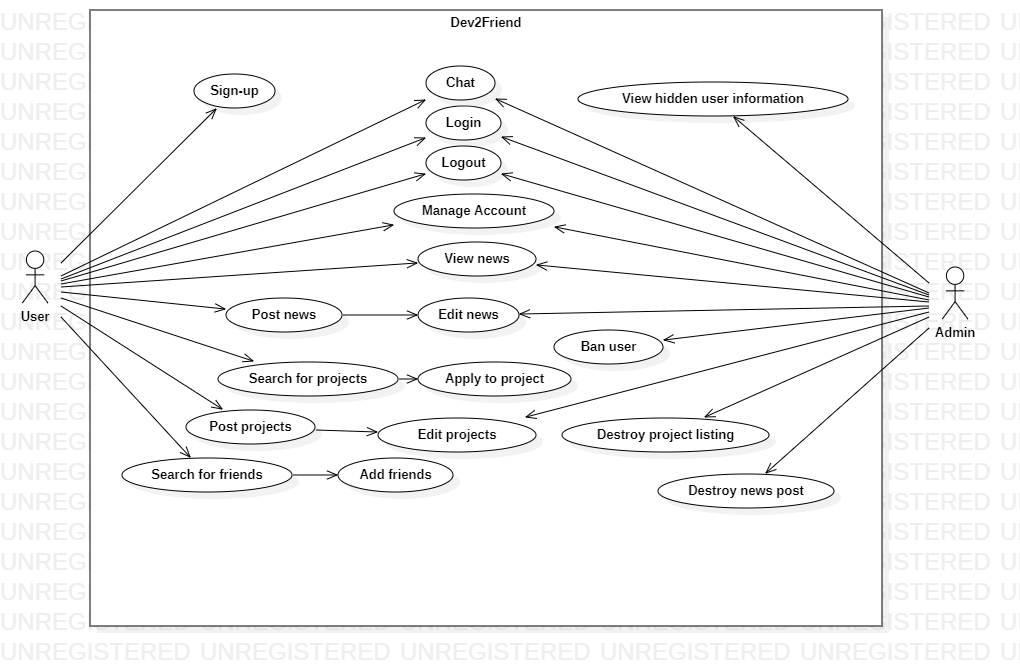 Dev2Friend
Sign-up
Chat
View hidden user information
Login
Logout
Manage Account
View news
User
Post news
Edit news
Admin
Ban user
Search for projects
Apply to project
Post projects
Edit projects
Destroy project listing
Search for friends
Add friends
Destroy news post
UNREGISTERED UNREGISTERED UNREGISTERED UNREGISTERED UNREGISTERED